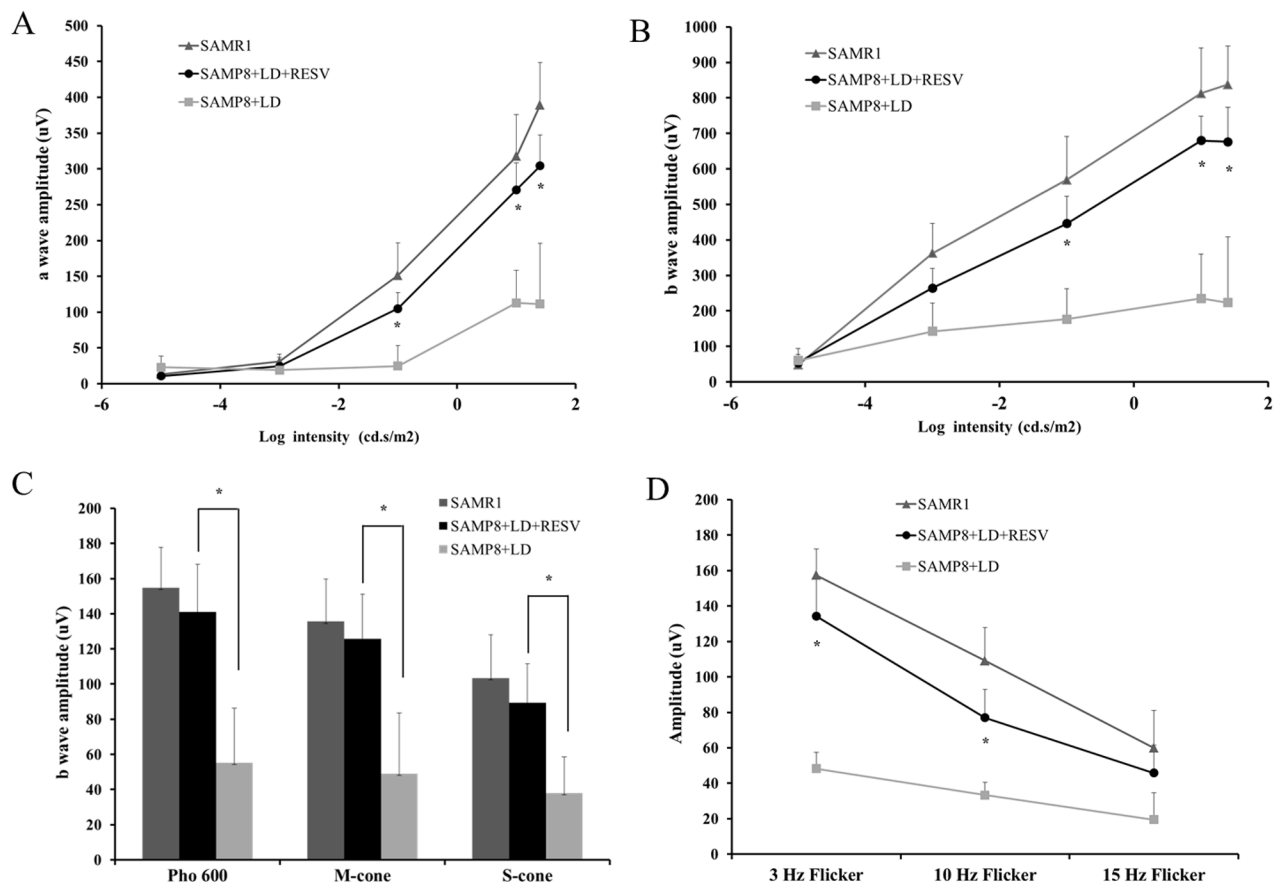 A
500
450
400
350
300
250
200
150
100
50
0
a wave amplitude (uV)
SAMR1
SAMP8+LD+RESV
SAMP8+LD
*
*
*
-6
-4
-2
0
2
Log intensity (cd.s/m2)
B
1000
900
800
700
600
500
400
300
200
100
0
b wave amplitude (uV)
SAMR1
SAMP8+LD+RESV
SAMP8+LD
*
*
*
-6
-4
-2
0
2
Log intensity (cd.s/m2)
C
200
180
160
140
120
100
80
60
40
20
0
b wave amplitude (uV)
SAMR1
SAMP8+LD+RESV
SAMP8+LD
*
*
*
Pho 600
M-cone
S-cone
D
200
180
160
140
120
100
80
60
40
20
0
Amplitude (uV)
SAMR1
SAMP8+LD+RESV
SAMP8+LD
*
*
3 Hz Flicker
10 Hz Flicker
15 Hz Flicker